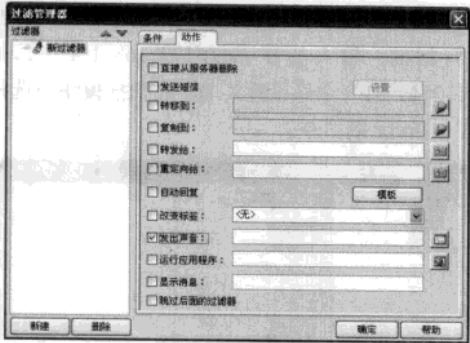 过滤管理器
过滤器
新过滤器
条件 动作
直接从服务器删除
发送短信 设置
转移到：
复制到：
转发给：
重定向给：
自动回复 模板
改变标签： <无>
发出声音：
运行应用程序：
显示消息：
跳过后面的过滤器
新建 删除 确定 帮助